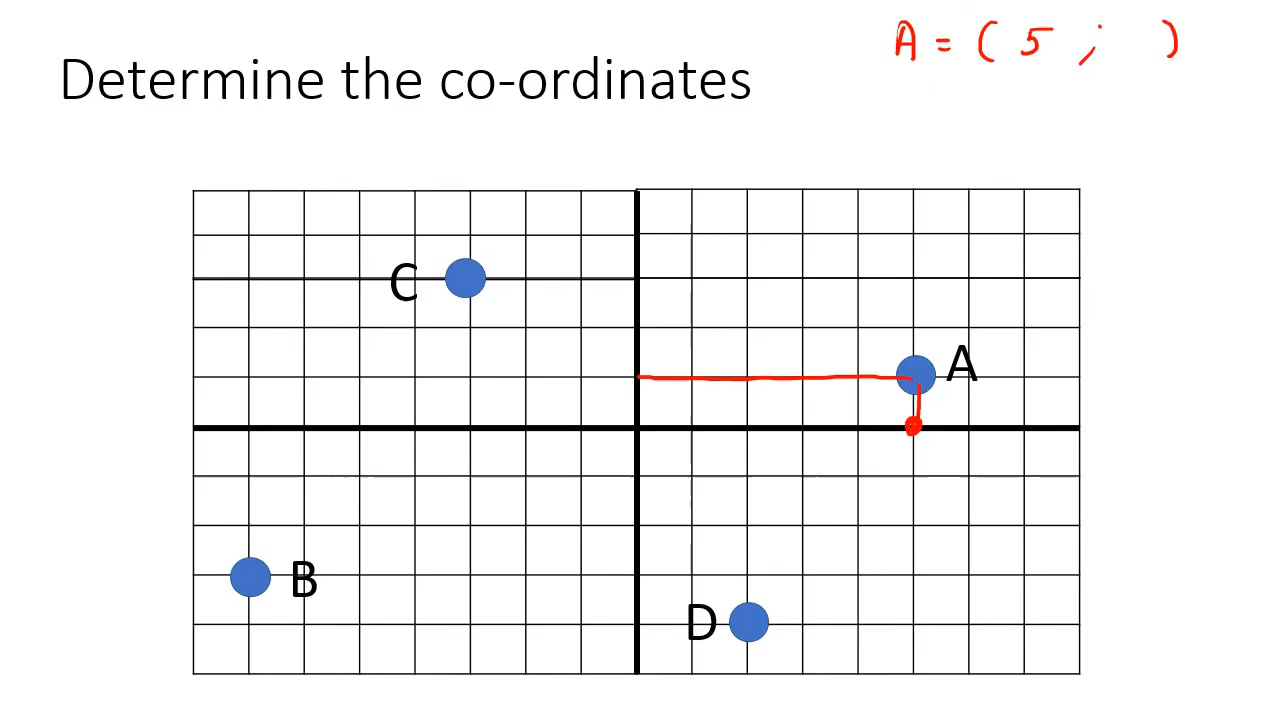 A = ( 5 ; )
Determine the co-ordinates
C
A
B
D